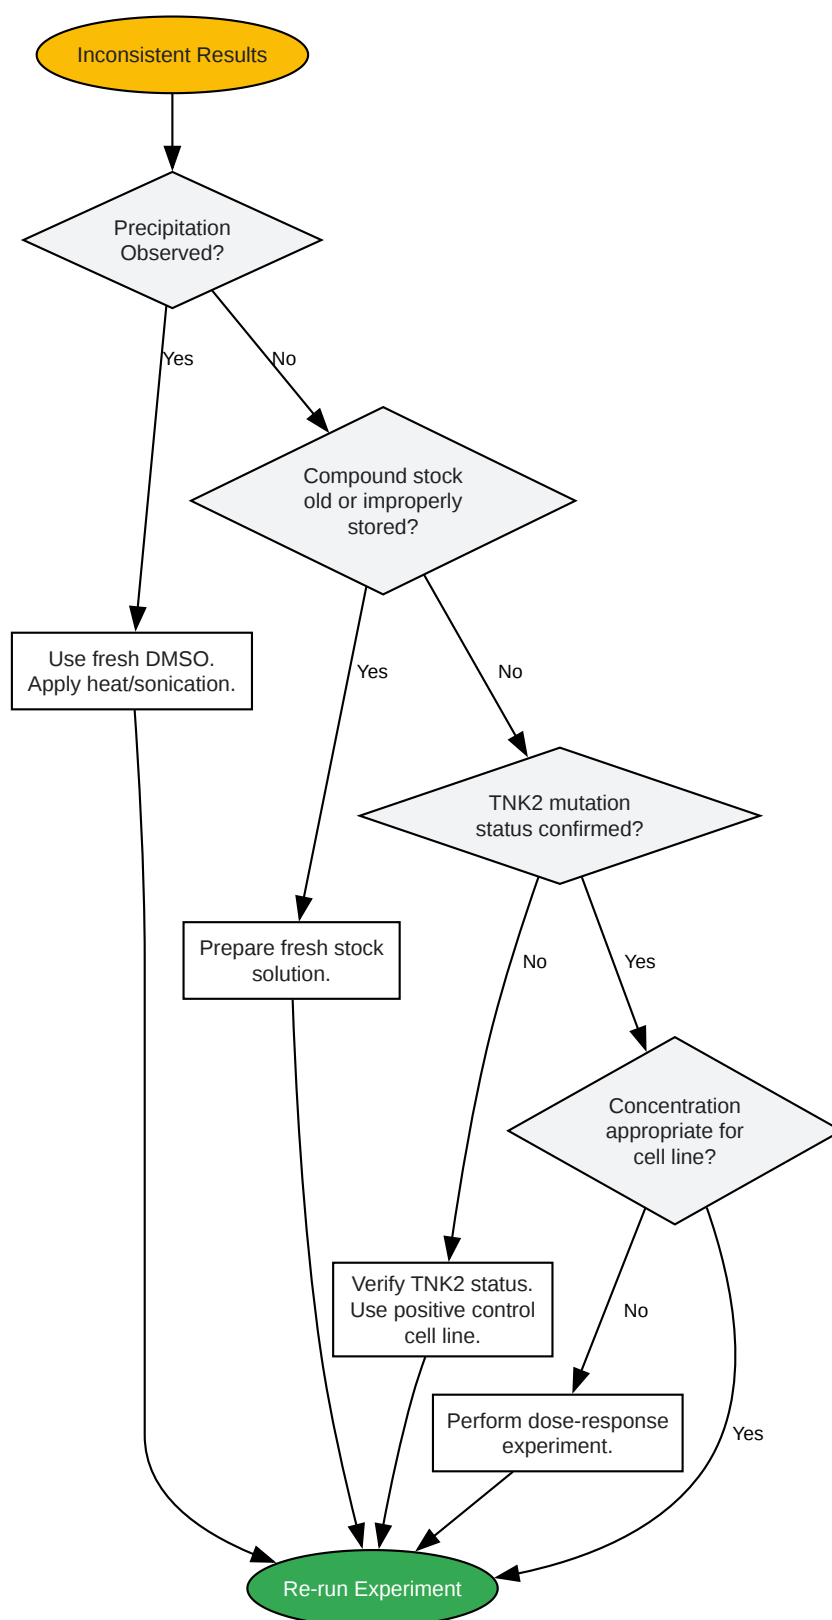 Inconsistent Results
Precipitation
Observed?
Yes
No
Compound stock
old or improperly
stored?
Use fresh DMSO.
Apply heat/sonication.
Yes
No
TNK2 mutation
status confirmed?
Prepare fresh stock
solution.
No
Yes
Concentration
appropriate for
cell line?
Verify TNK2 status.
Use positive control
cell line.
No
Perform dose-response
experiment.
Yes
Re-run Experiment